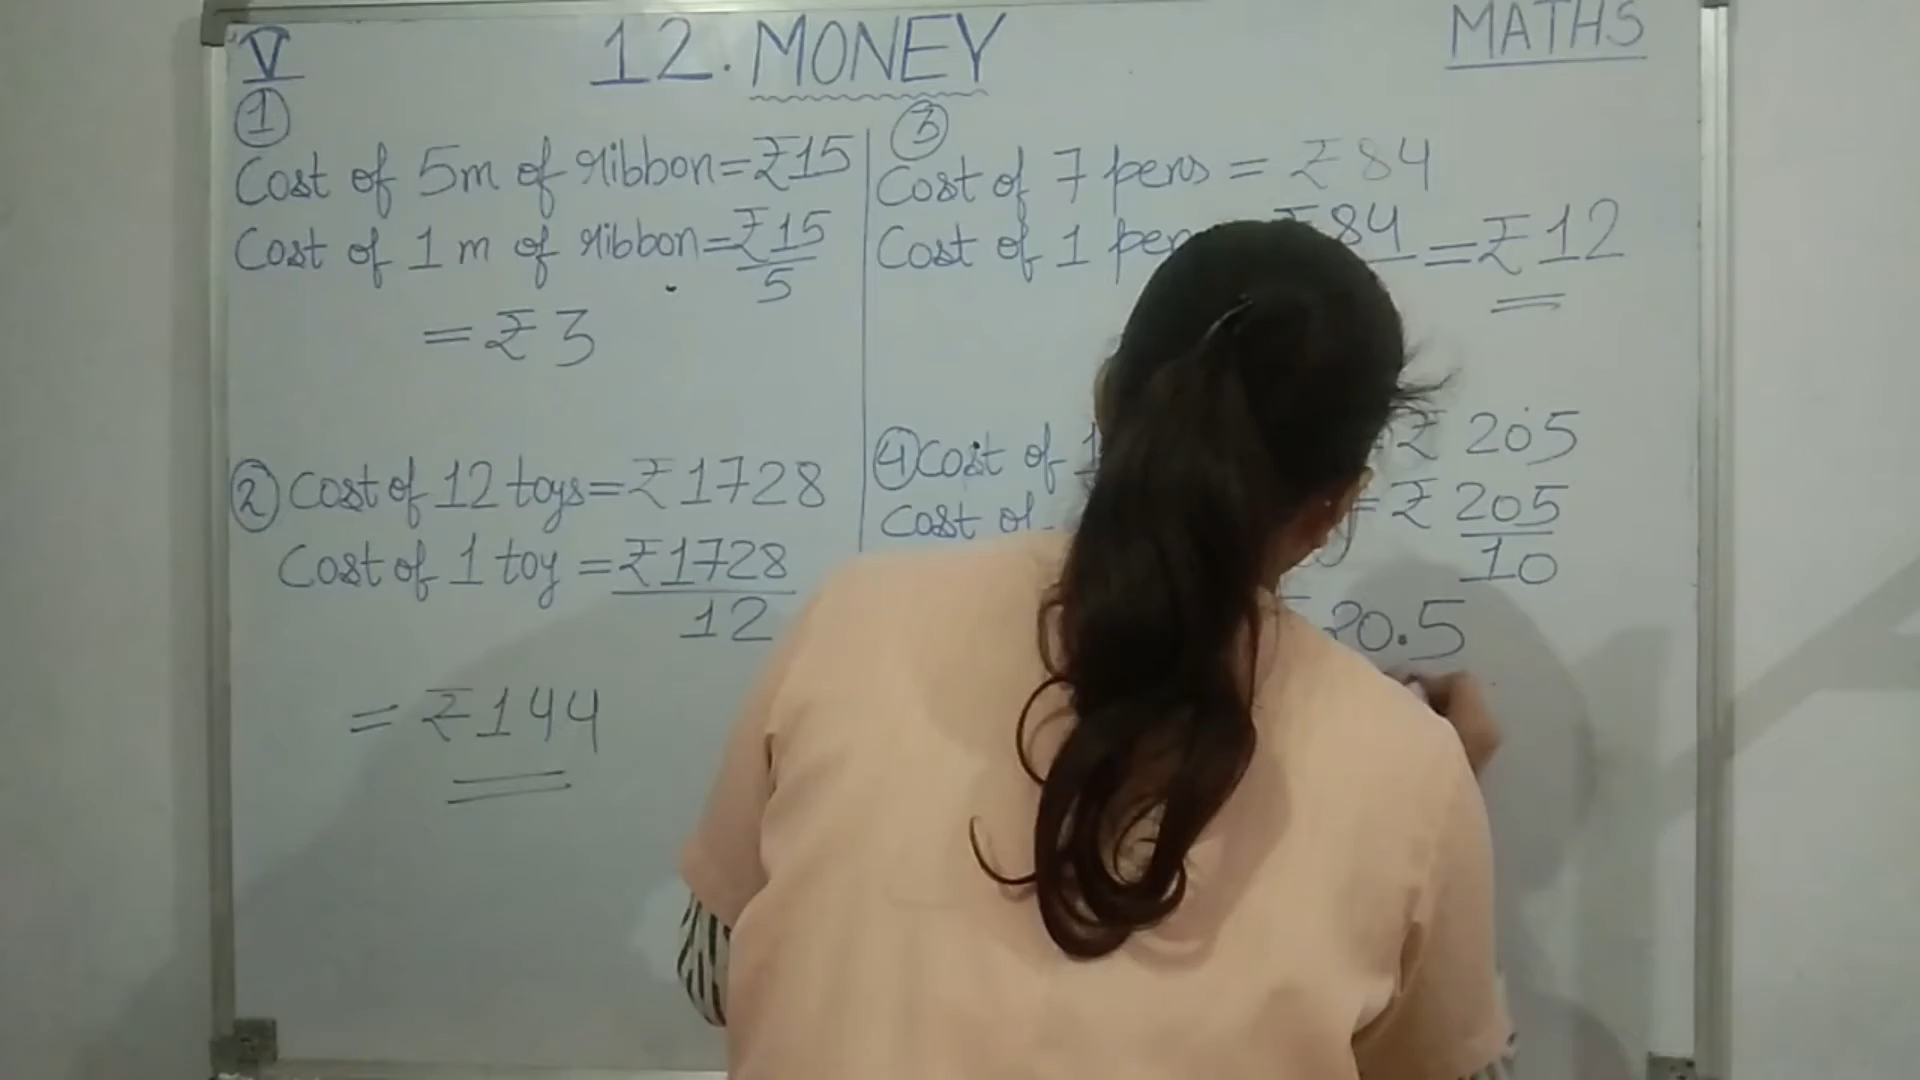 V
12. MONEY
MATHS
1
Cost of 5m of ribbon = ₹15
Cost of 1 m of ribbon = ₹15
5
= ₹3
2 Cost of 12 toys = ₹1728
Cost of 1 toy = ₹1728
12
= ₹144
3
Cost of 7 pens = ₹84
Cost of 1 pen ₹84 = ₹12
4 Cost of 1 = ₹ 205
Cost of = ₹ 205
10
20.5